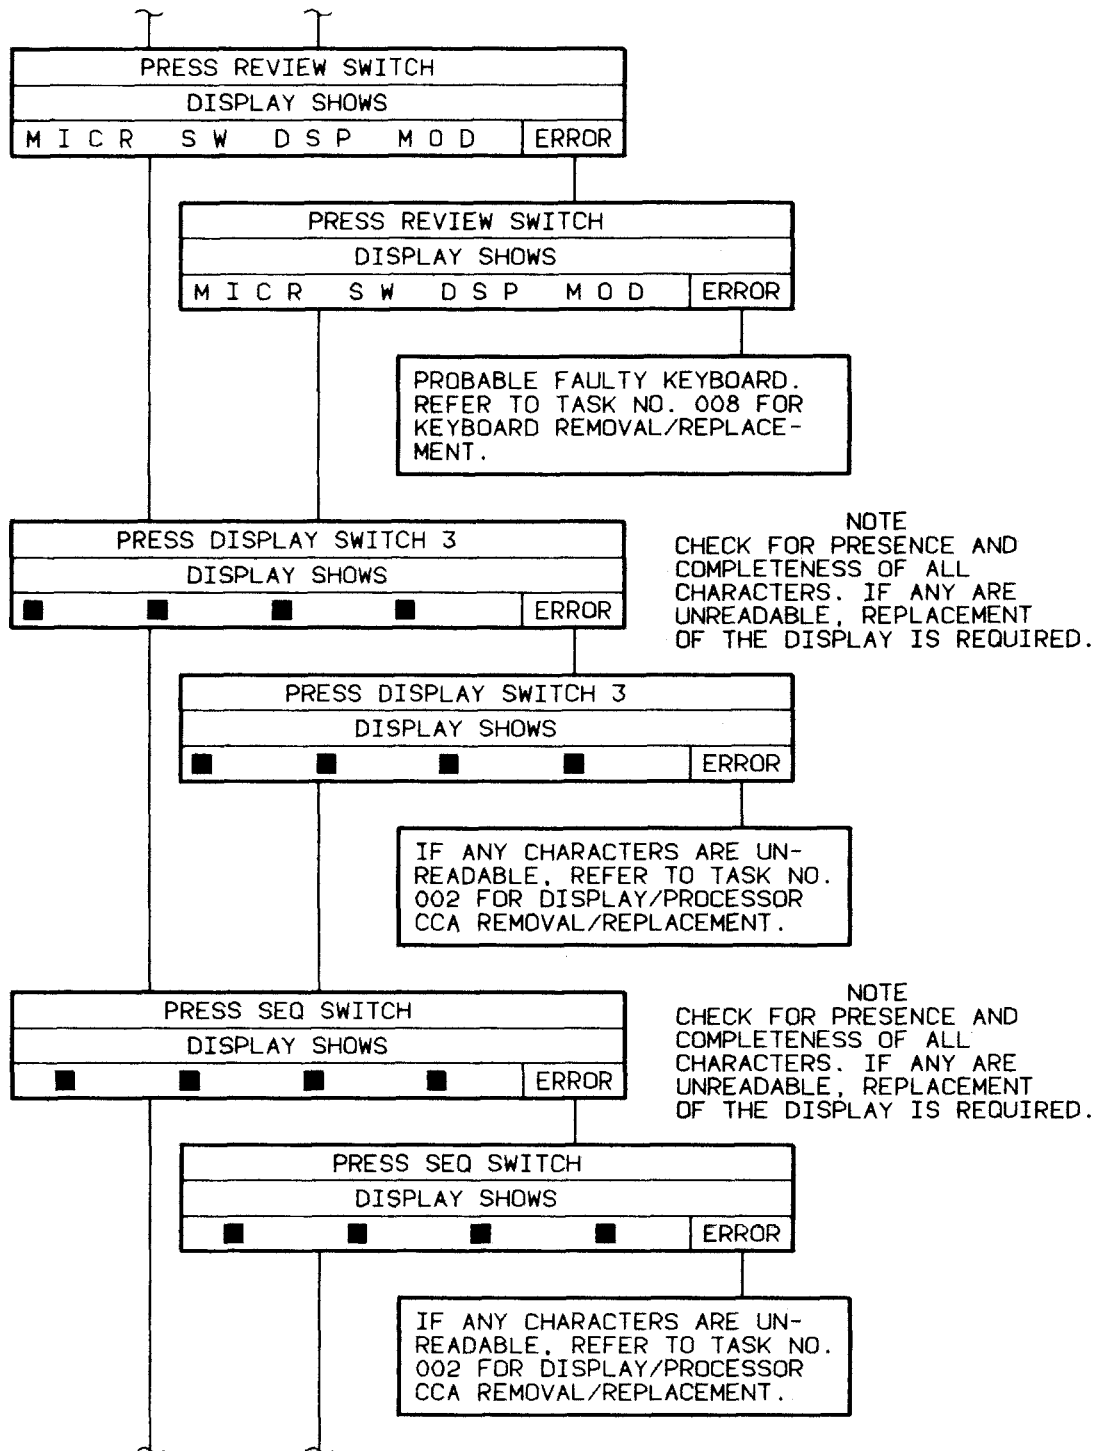 PRESS REVIEW SWITCH
DISPLAY SHOWS
M I C R   S W   D S P   M O D   ERROR
PRESS REVIEW SWITCH
DISPLAY SHOWS
M I C R   S W   D S P   M O D   ERROR
PROBABLE FAULTY KEYBOARD.
REFER TO TASK NO. 008 FOR
KEYBOARD REMOVAL/REPLACE-
MENT.
PRESS DISPLAY SWITCH 3
DISPLAY SHOWS
■ ■ ■ ■ ERROR
NOTE
CHECK FOR PRESENCE AND
COMPLETENESS OF ALL
CHARACTERS. IF ANY ARE
UNREADABLE, REPLACEMENT
OF THE DISPLAY IS REQUIRED.
PRESS DISPLAY SWITCH 3
DISPLAY SHOWS
■ ■ ■ ■ ERROR
IF ANY CHARACTERS ARE UN-
READABLE, REFER TO TASK NO.
002 FOR DISPLAY/PROCESSOR
CCA REMOVAL/REPLACEMENT.
PRESS SEQ SWITCH
DISPLAY SHOWS
■ ■ ■ ■ ERROR
NOTE
CHECK FOR PRESENCE AND
COMPLETENESS OF ALL
CHARACTERS. IF ANY ARE
UNREADABLE, REPLACEMENT
OF THE DISPLAY IS REQUIRED.
PRESS SEQ SWITCH
DISPLAY SHOWS
■ ■ ■ ■ ERROR
IF ANY CHARACTERS ARE UN-
READABLE, REFER TO TASK NO.
002 FOR DISPLAY/PROCESSOR
CCA REMOVAL/REPLACEMENT.